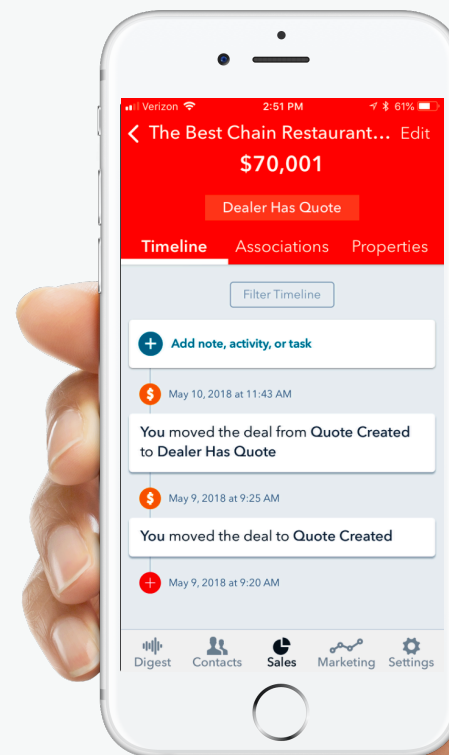 Verizon 2:51 PM 61%
The Best Chain Restaurant... Edit
$70,001
Dealer Has Quote
Timeline Associations Properties
Filter Timeline
Add note, activity, or task
May 10, 2018 at 11:43 AM
You moved the deal from Quote Created
to Dealer Has Quote
May 9, 2018 at 9:25 AM
You moved the deal to Quote Created
May 9, 2018 at 9:20 AM
Digest Contacts Sales Marketing Settings